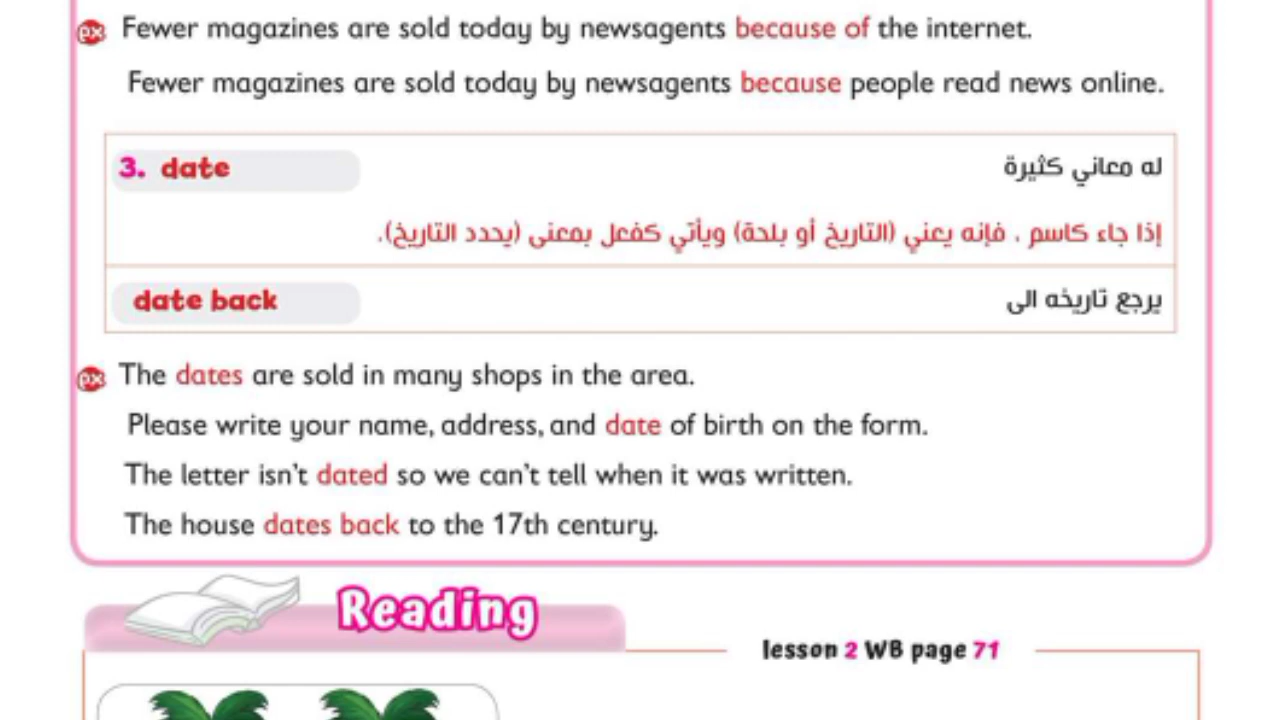 ex Fewer magazines are sold today by newsagents because of the internet.
Fewer magazines are sold today by newsagents because people read news online.
3. date له معاني كثيرة
إذا جاء كاسم ، فإنه يعني (التاريخ أو بلحة) ويأتي كفعل بمعنى (يحدد التاريخ).
date back يرجع تاريخه الى
ex The dates are sold in many shops in the area.
Please write your name, address, and date of birth on the form.
The letter isn't dated so we can't tell when it was written.
The house dates back to the 17th century.
Reading
lesson 2 WB page 71